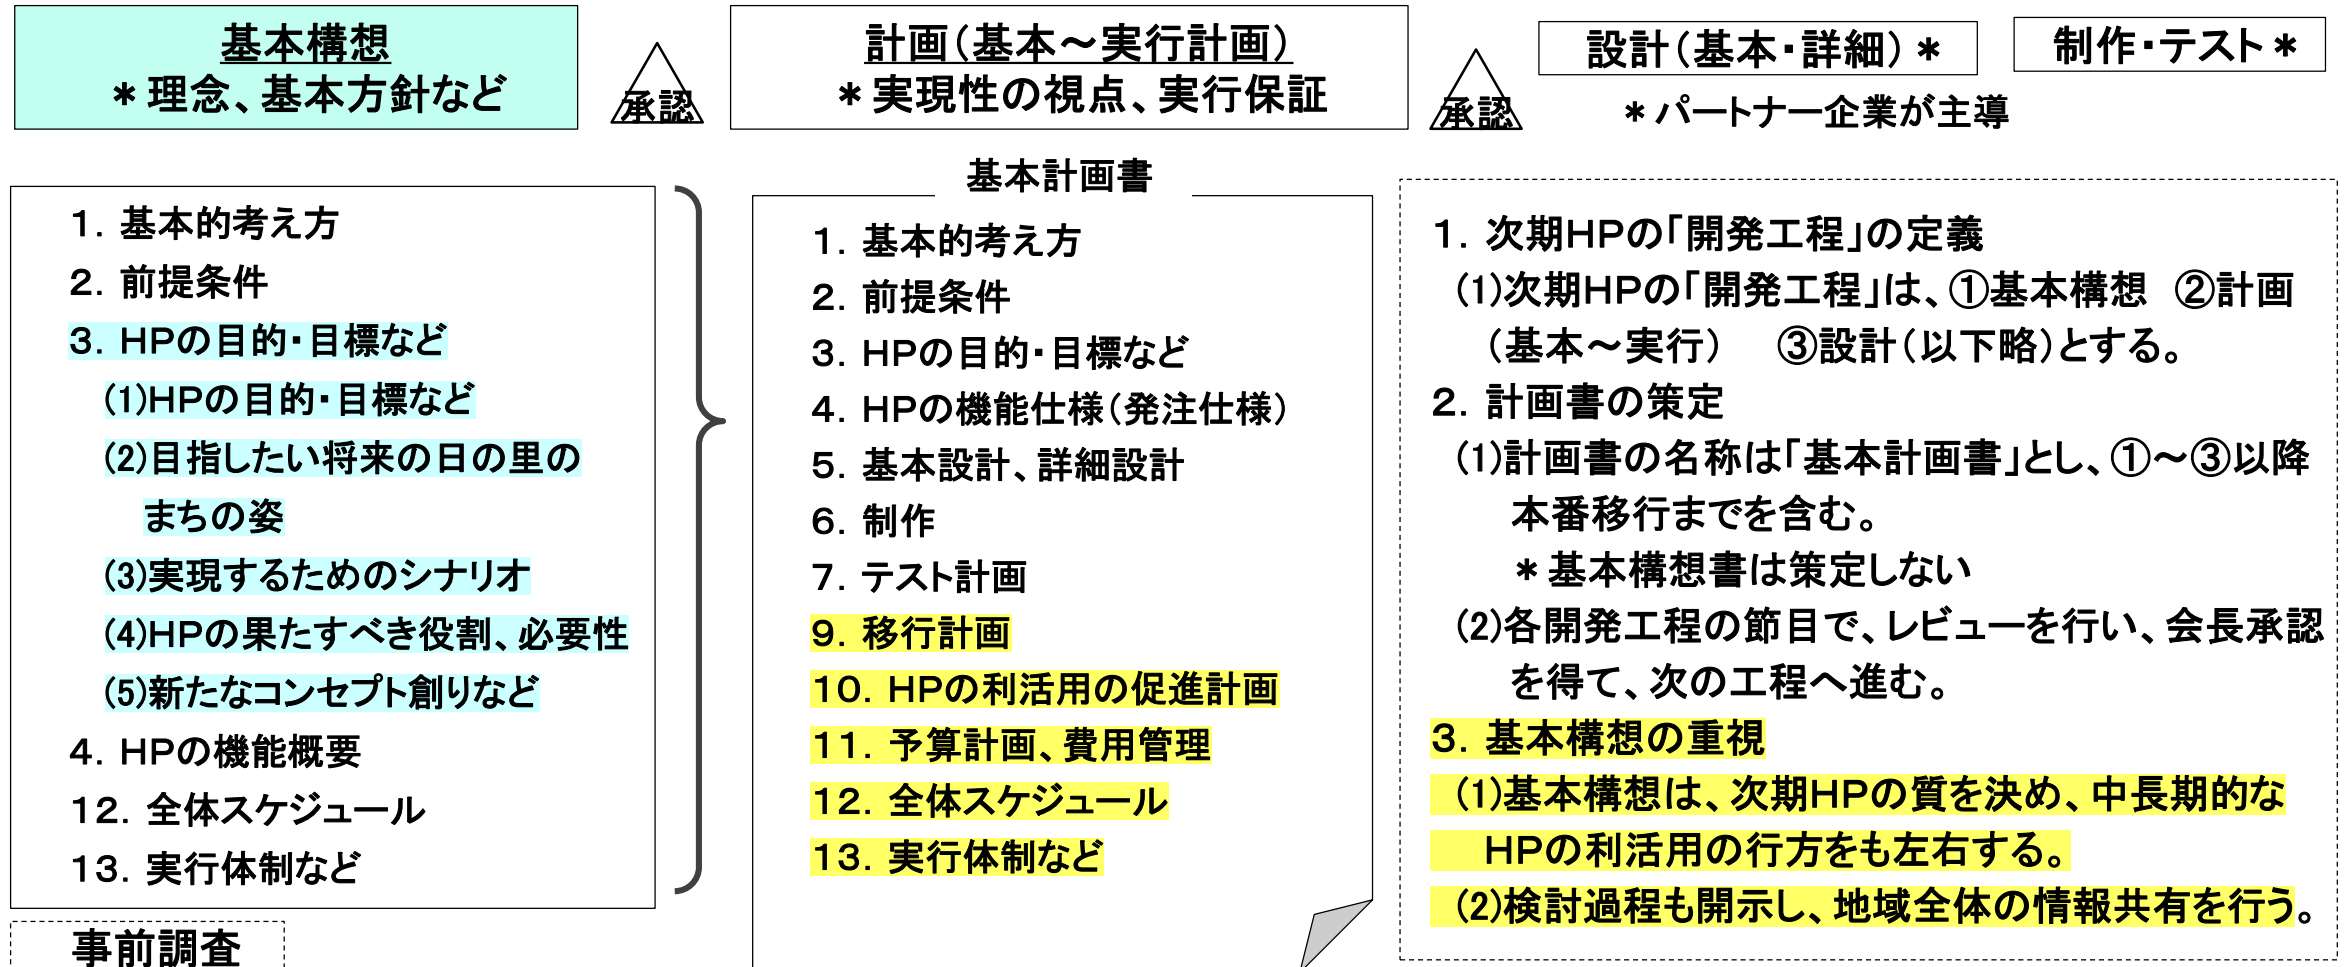 基本構想
＊理念、基本方針など
承認
計画(基本～実行計画)
＊実現性の視点、実行保証
承認
設計(基本・詳細)＊
制作・テスト＊
＊パートナー企業が主導
1．基本的考え方
2．前提条件
3．HPの目的・目標など
(1)HPの目的・目標など
(2)目指したい将来の日の里の
まちの姿
(3)実現するためのシナリオ
(4)HPの果たすべき役割、必要性
(5)新たなコンセプト創りなど
4．HPの機能概要
12．全体スケジュール
13．実行体制など
事前調査
基本計画書
1．基本的考え方
2．前提条件
3．HPの目的・目標など
4．HPの機能仕様(発注仕様)
5．基本設計、詳細設計
6．制作
7．テスト計画
9．移行計画
10．HPの利活用の促進計画
11．予算計画、費用管理
12．全体スケジュール
13．実行体制など
1．次期HPの「開発工程」の定義
(1)次期HPの「開発工程」は、①基本構想　②計画
(基本～実行)　③設計(以下略)とする。
2．計画書の策定
(1)計画書の名称は「基本計画書」とし、①～③以降
本番移行までを含む。
＊基本構想書は策定しない
(2)各開発工程の節目で、レビューを行い、会長承認
を得て、次の工程へ進む。
3．基本構想の重視
(1)基本構想は、次期HPの質を決め、中長期的な
HPの利活用の行方をも左右する。
(2)検討過程も開示し、地域全体の情報共有を行う。